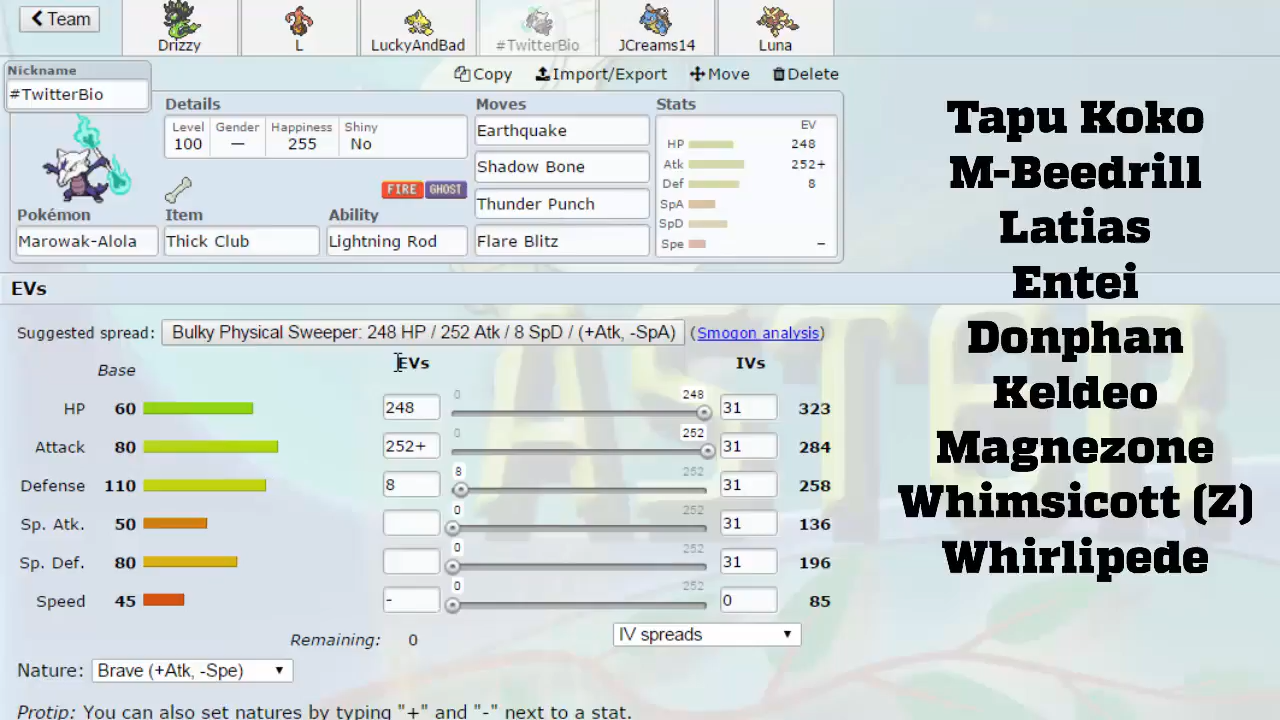 Team
Drizzy
L
LuckyAndBad
#TwitterBio
JCreams14
Luna
Nickname
#TwitterBio
Copy Import/Export Move Delete
Details
Level Gender Happiness Shiny
100 — 255 No
FIRE GHOST
Pokémon
Marowak-Alola
Item
Thick Club
Ability
Lightning Rod
Moves
Earthquake
Shadow Bone
Thunder Punch
Flare Blitz
Stats
EV
HP 248
Atk 252+
Def 8
SpA
SpD
Spe –
EVs
Suggested spread: Bulky Physical Sweeper: 248 HP / 252 Atk / 8 SpD / (+Atk, -SpA) (Smogon analysis)
Base EVs IVs
HP 60 248 0 248 31 323
Attack 80 252+ 0 252 31 284
Defense 110 8 8 252 31 258
Sp. Atk. 50 0 252 31 136
Sp. Def. 80 0 252 31 196
Speed 45 - 0 252 0 85
Remaining: 0
IV spreads
Nature: Brave (+Atk, -Spe)
Protip: You can also set natures by typing "+" and "-" next to a stat.
Tapu Koko
M-Beedrill
Latias
Entei
Donphan
Keldeo
Magnezone
Whimsicott (Z)
Whirlipede